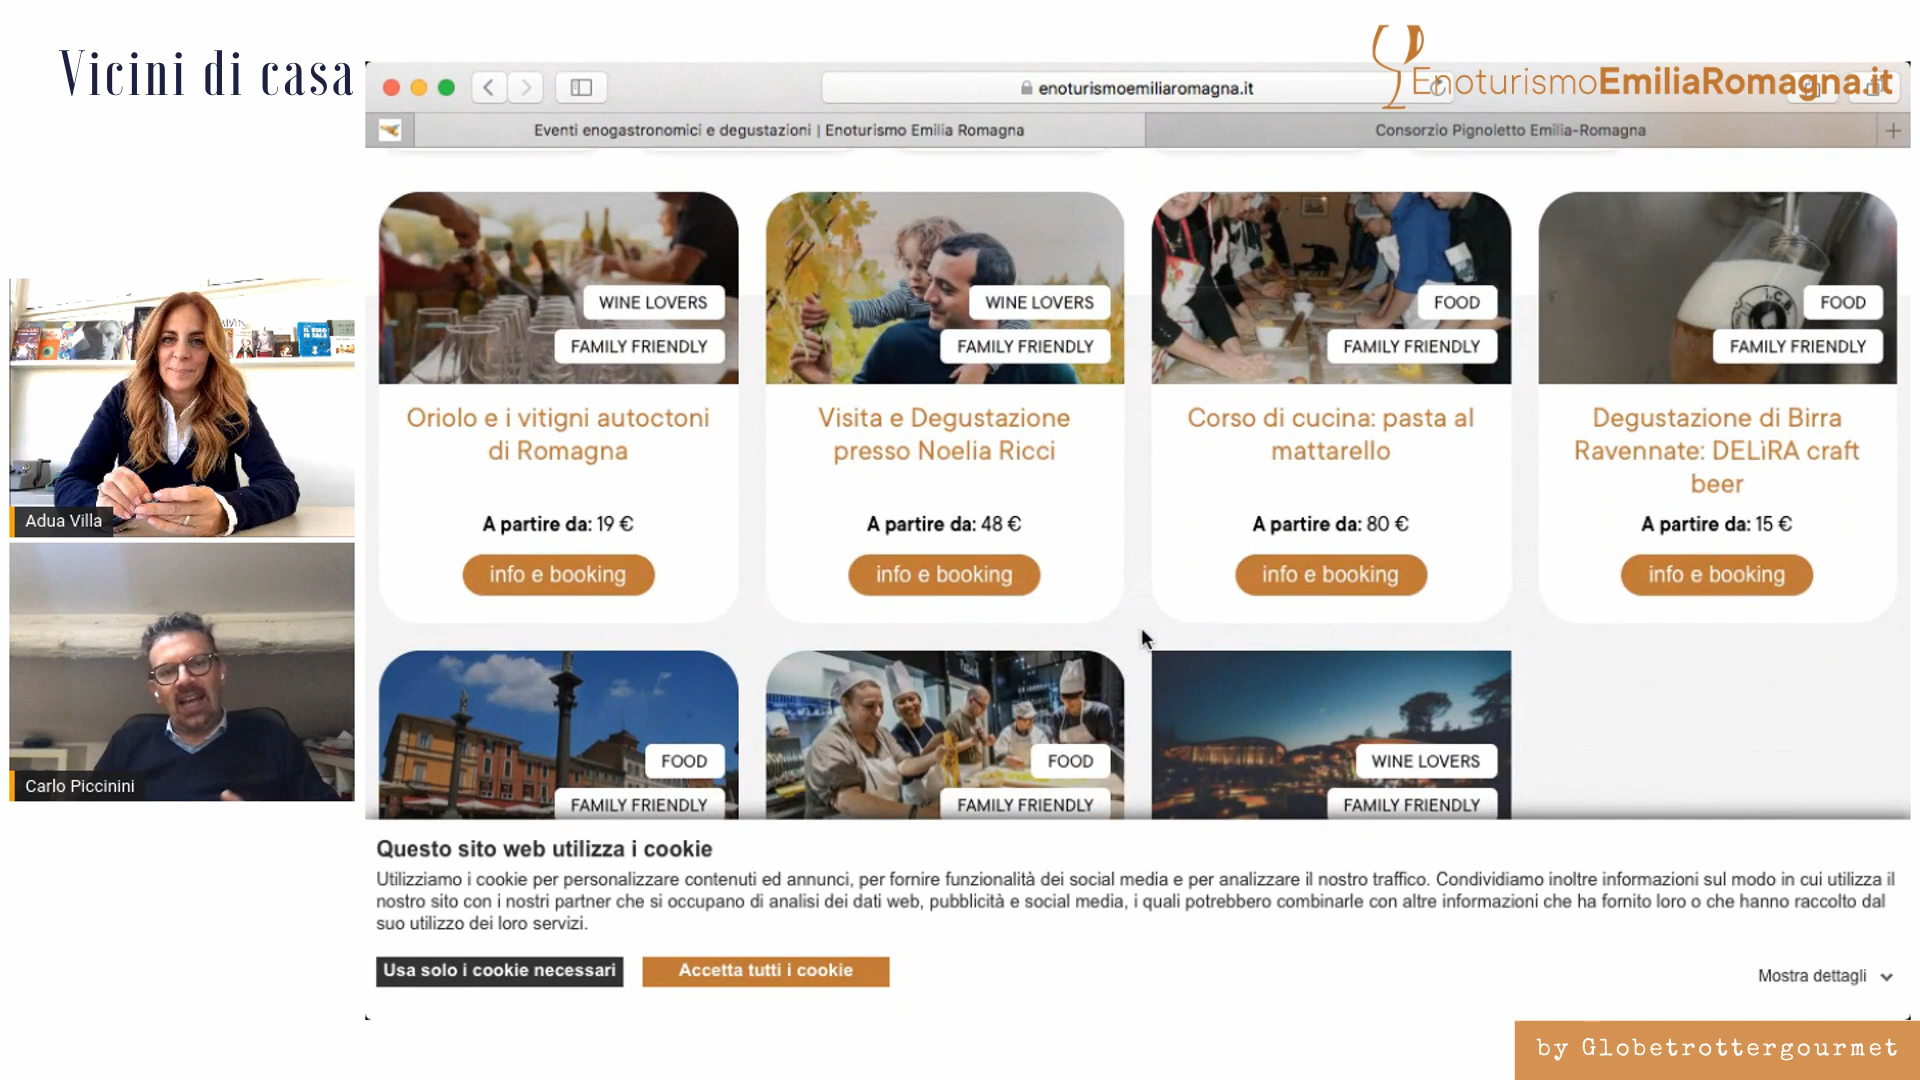 Vicini di casa
EnoturismoEmiliaRomagna.it
enoturismoemiliaromagna.it
Eventi enogastronomici e degustazioni | Enoturismo Emilia Romagna
Consorzio Pignoletto Emilia-Romagna
WINE LOVERS
FAMILY FRIENDLY
Oriolo e i vitigni autoctoni
di Romagna
A partire da: 19 €
info e booking
WINE LOVERS
FAMILY FRIENDLY
Visita e Degustazione
presso Noelia Ricci
A partire da: 48 €
info e booking
FOOD
FAMILY FRIENDLY
Corso di cucina: pasta al
mattarello
A partire da: 80 €
info e booking
FOOD
FAMILY FRIENDLY
Degustazione di Birra
Ravennate: DELìRA craft
beer
A partire da: 15 €
info e booking
Adua Villa
Carlo Piccinini
FOOD
FAMILY FRIENDLY
FOOD
FAMILY FRIENDLY
WINE LOVERS
FAMILY FRIENDLY
Questo sito web utilizza i cookie
Utilizziamo i cookie per personalizzare contenuti ed annunci, per fornire funzionalità dei social media e per analizzare il nostro traffico. Condividiamo inoltre informazioni sul modo in cui utilizza il
nostro sito con i nostri partner che si occupano di analisi dei dati web, pubblicità e social media, i quali potrebbero combinarle con altre informazioni che ha fornito loro o che hanno raccolto dal
suo utilizzo dei loro servizi.
Usa solo i cookie necessari
Accetta tutti i cookie
Mostra dettagli
by Globetrottergourmet